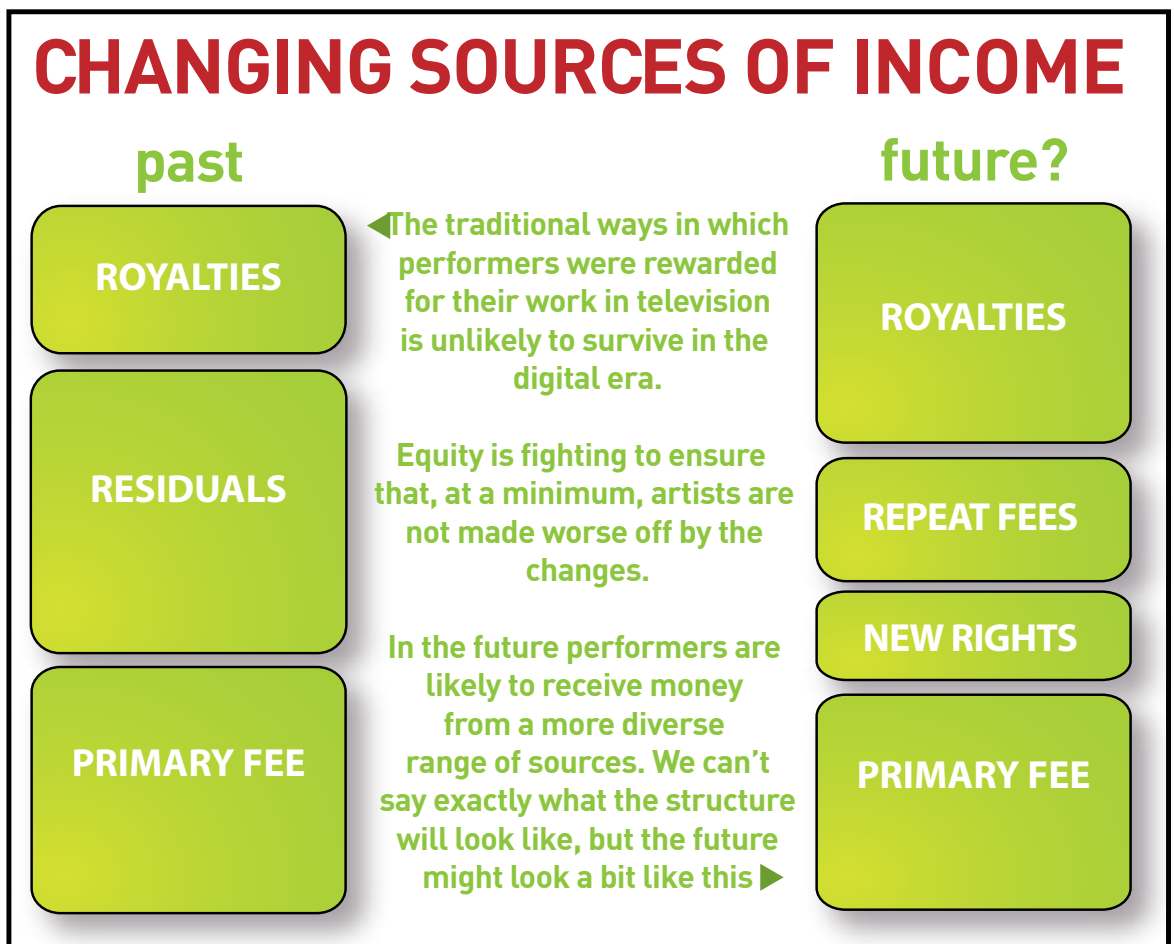 CHANGING SOURCES OF INCOME
past
ROYALTIES
RESIDUALS
PRIMARY FEE
The traditional ways in which
performers were rewarded
for their work in television
is unlikely to survive in the
digital era.
Equity is fighting to ensure
that, at a minimum, artists are
not made worse off by the
changes.
In the future performers are
likely to receive money
from a more diverse
range of sources. We can’t
say exactly what the structure
will look like, but the future
might look a bit like this
future?
ROYALTIES
REPEAT FEES
NEW RIGHTS
PRIMARY FEE